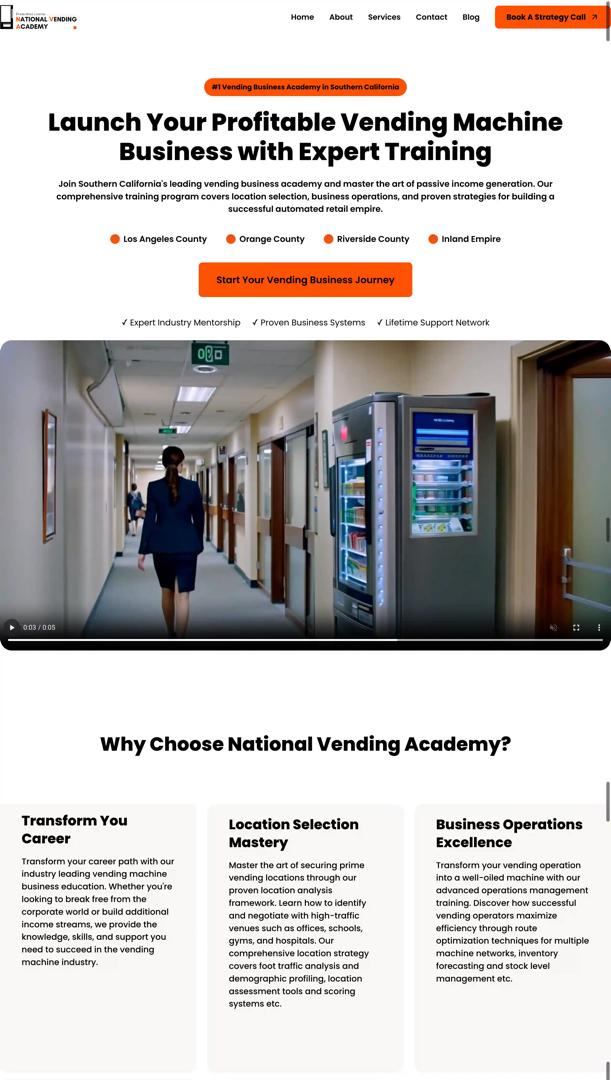 NATIONAL VENDING
ACADEMY
Home About Services Contact Blog Book A Strategy Call
#1 Vending Business Academy in Southern California
Launch Your Profitable Vending Machine
Business with Expert Training
Join Southern California's leading vending business academy and master the art of passive income generation. Our
comprehensive training program covers location selection, business operations, and proven strategies for building a
successful automated retail empire.
Los Angeles County Orange County Riverside County Inland Empire
Start Your Vending Business Journey
✓ Expert Industry Mentorship ✓ Proven Business Systems ✓ Lifetime Support Network
0:03 / 0:05
Why Choose National Vending Academy?
Transform You
Career
Transform your career path with our
industry leading vending machine
business education. Whether you're
looking to break free from the
corporate world or build additional
income streams, we provide the
knowledge, skills, and support you
need to succeed in the vending
machine industry.
Location Selection
Mastery
Master the art of securing prime
vending locations through our
proven location analysis
framework. Learn how to identify
and negotiate with high-traffic
venues such as offices, schools,
gyms, and hospitals. Our
comprehensive location strategy
covers foot traffic analysis and
demographic profiling, location
assessment tools and scoring
systems etc.
Business Operations
Excellence
Transform your vending operation
into a well-oiled machine with our
advanced operations management
training. Discover how successful
vending operators maximize
efficiency through route
optimization techniques for multiple
machine networks, inventory
forecasting and stock level
management etc.